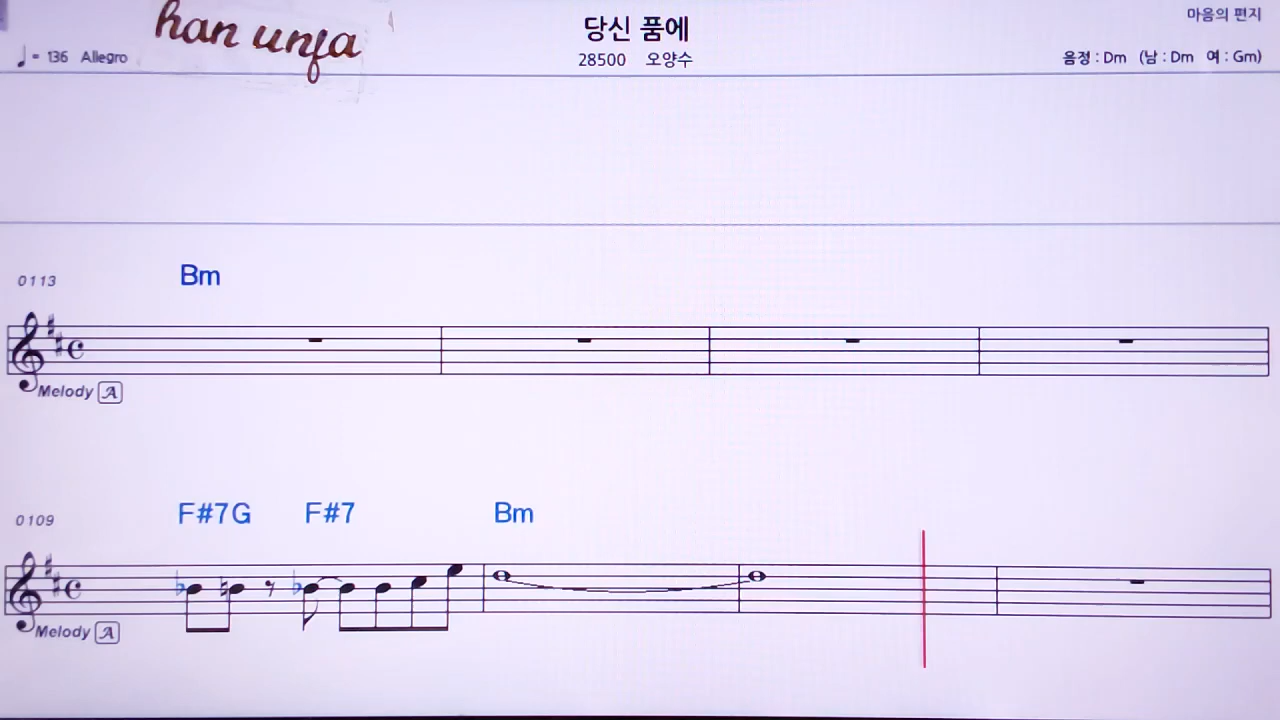 han unja
당신 품에
마음의 편지
♩ = 136 Allegro
28500 오양수
음정 : Dm (남 : Dm 여 : Gm)
0113
Bm
Melody A
0109
F#7G F#7 Bm
Melody A